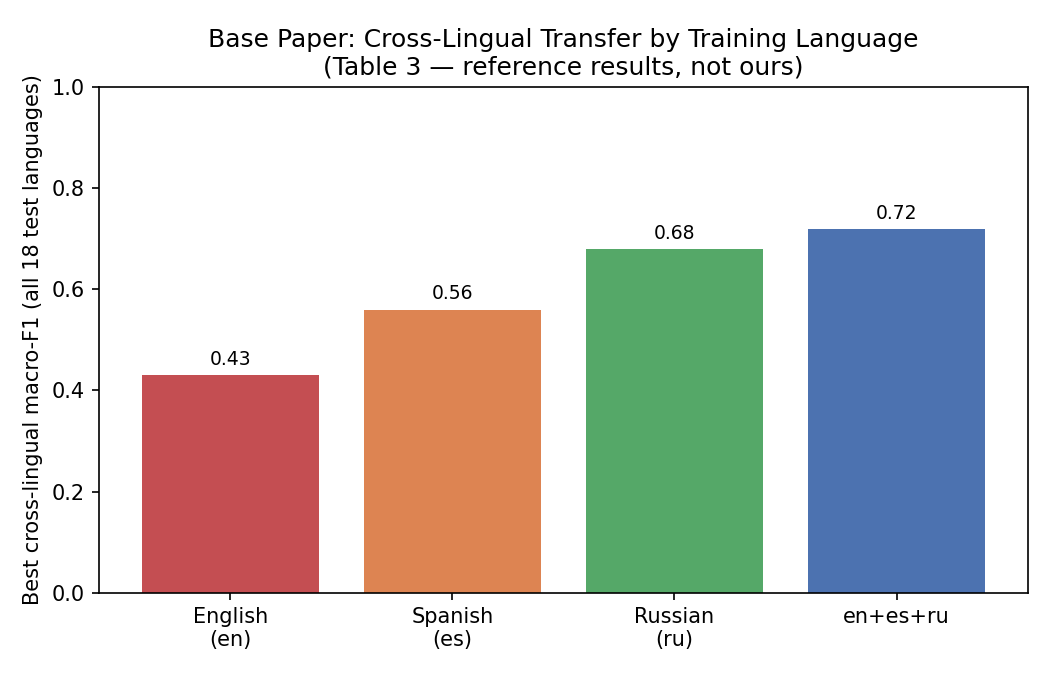 Base Paper: Cross-Lingual Transfer by Training Language
(Table 3 — reference results, not ours)
Best cross-lingual macro-F1 (all 18 test languages)
1.0
0.8
0.6
0.4
0.2
0.0
0.43
0.56
0.68
0.72
English
(en)
Spanish
(es)
Russian
(ru)
en+es+ru